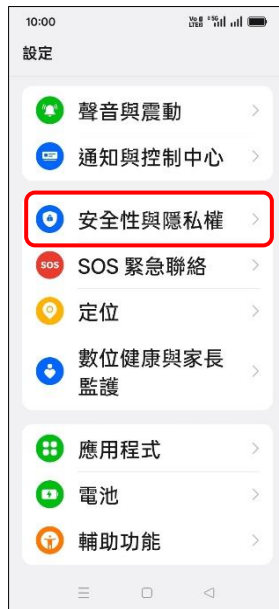 10:00
設定
聲音與震動
通知與控制中心
安全性與隱私權
SOS SOS 緊急聯絡
定位
數位健康與家長
監護
應用程式
電池
輔助功能